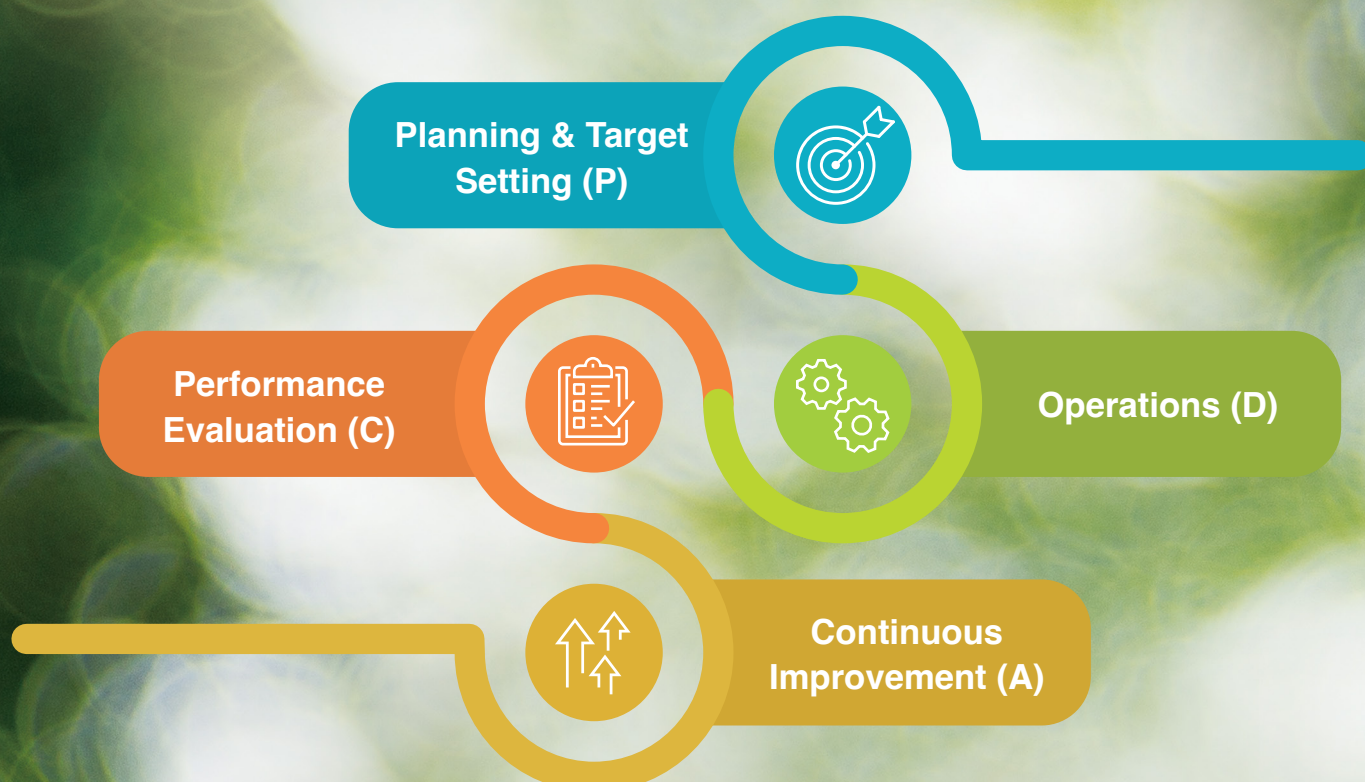 Planning & Target
Setting (P)
Performance
Evaluation (C)
Operations (D)
Continuous
Improvement (A)